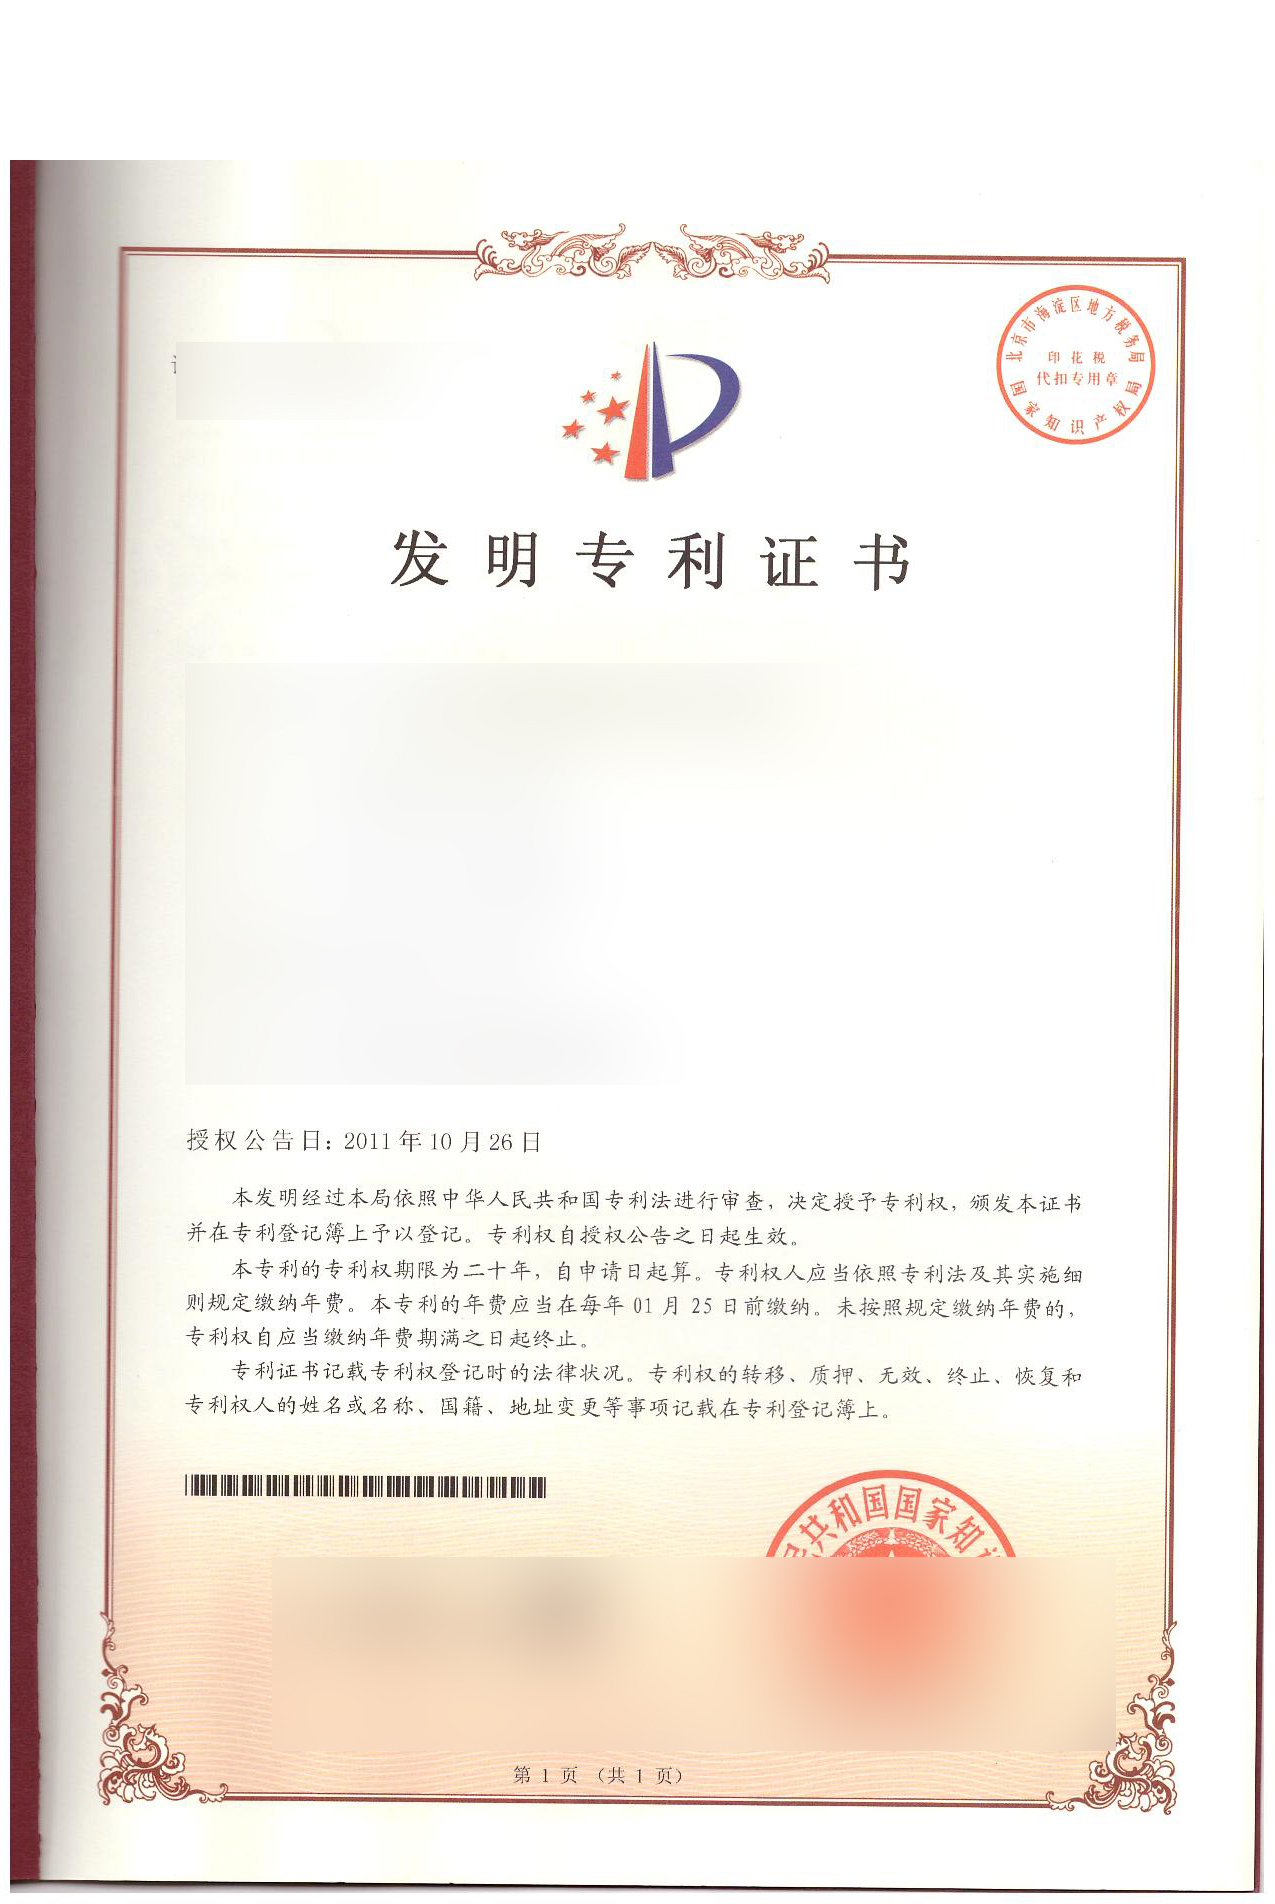 北京市海淀区地方税务局
印花税
代扣专用章
国家知识产权局
发明专利证书
授权公告日：2011年10月26日
本发明经过本局依照中华人民共和国专利法进行审查，决定授予专利权，颁发本证书
并在专利登记簿上予以登记。专利权自授权公告之日起生效。
本专利的专利权期限为二十年，自申请日起算。专利权人应当依照专利法及其实施细
则规定缴纳年费。本专利的年费应当在每年01月25日前缴纳。未按照规定缴纳年费的，
专利权自应当缴纳年费期满之日起终止。
专利证书记载专利权登记时的法律状况。专利权的转移、质押、无效、终止、恢复和
专利权人的姓名或名称、国籍、地址变更等事项记载在专利登记簿上。
共和国国家知
第1页（共1页）